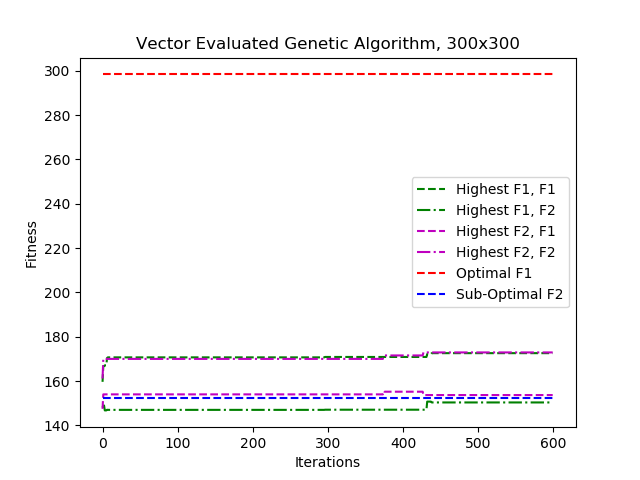 Vector Evaluated Genetic Algorithm, 300x300
300
280
260
240
220
200
180
160
140
Fitness
Highest F1, F1
Highest F1, F2
Highest F2, F1
Highest F2, F2
Optimal F1
Sub-Optimal F2
0 100 200 300 400 500 600
Iterations